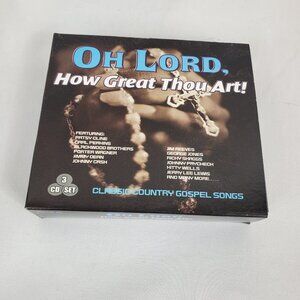 OH LORD,
How Great Thou Art!
FEATURING:
PATSY CLINE
CARL PERKINS
BLACKWOOD BROTHERS
PORTER WAGNER
JIMMY DEAN
JOHNNY CASH
JIM REEVES
GEORGE JONES
RICKY SKAGGS
JOHNNY PAYCHECK
KITTY WELLS
JERRY LEE LEWIS
AND MANY MORE......
3
CD SET
CLASSIC COUNTRY GOSPEL SONGS